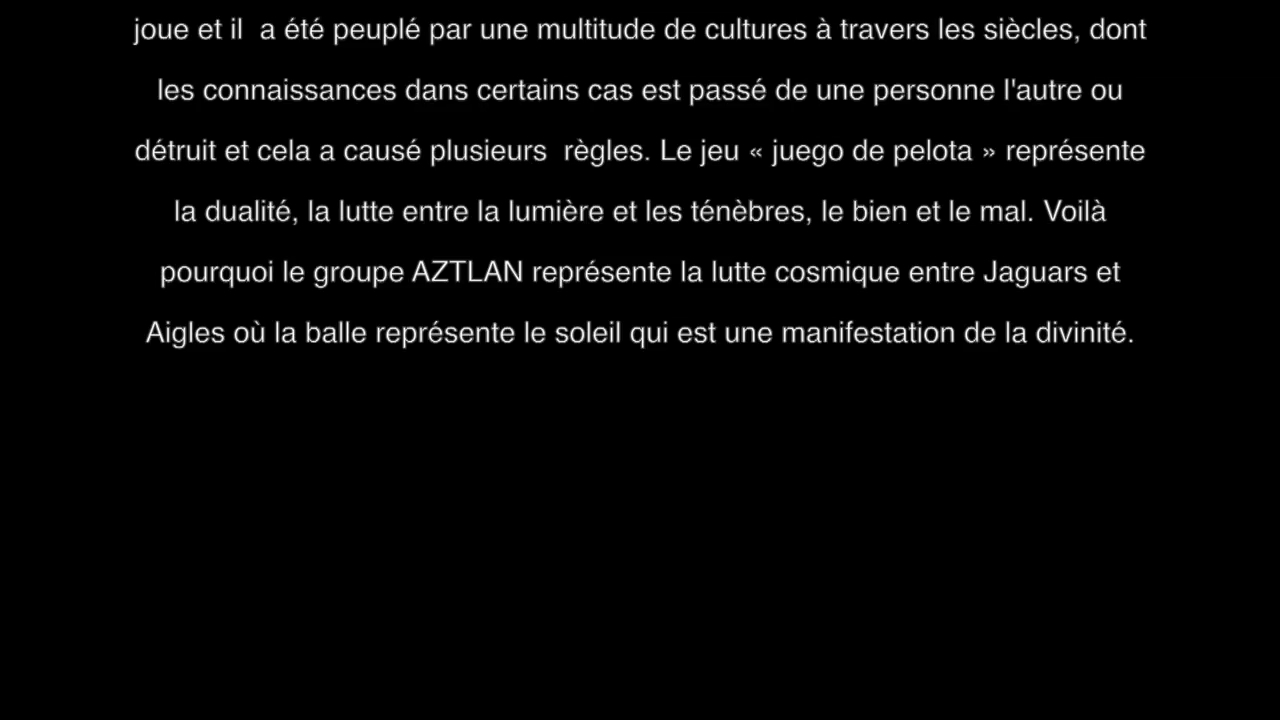 joue et il  a été peuplé par une multitude de cultures à travers les siècles, dont
les connaissances dans certains cas est passé de une personne l'autre ou
détruit et cela a causé plusieurs  règles. Le jeu « juego de pelota » représente
la dualité, la lutte entre la lumière et les ténèbres, le bien et le mal. Voilà
pourquoi le groupe AZTLAN représente la lutte cosmique entre Jaguars et
Aigles où la balle représente le soleil qui est une manifestation de la divinité.